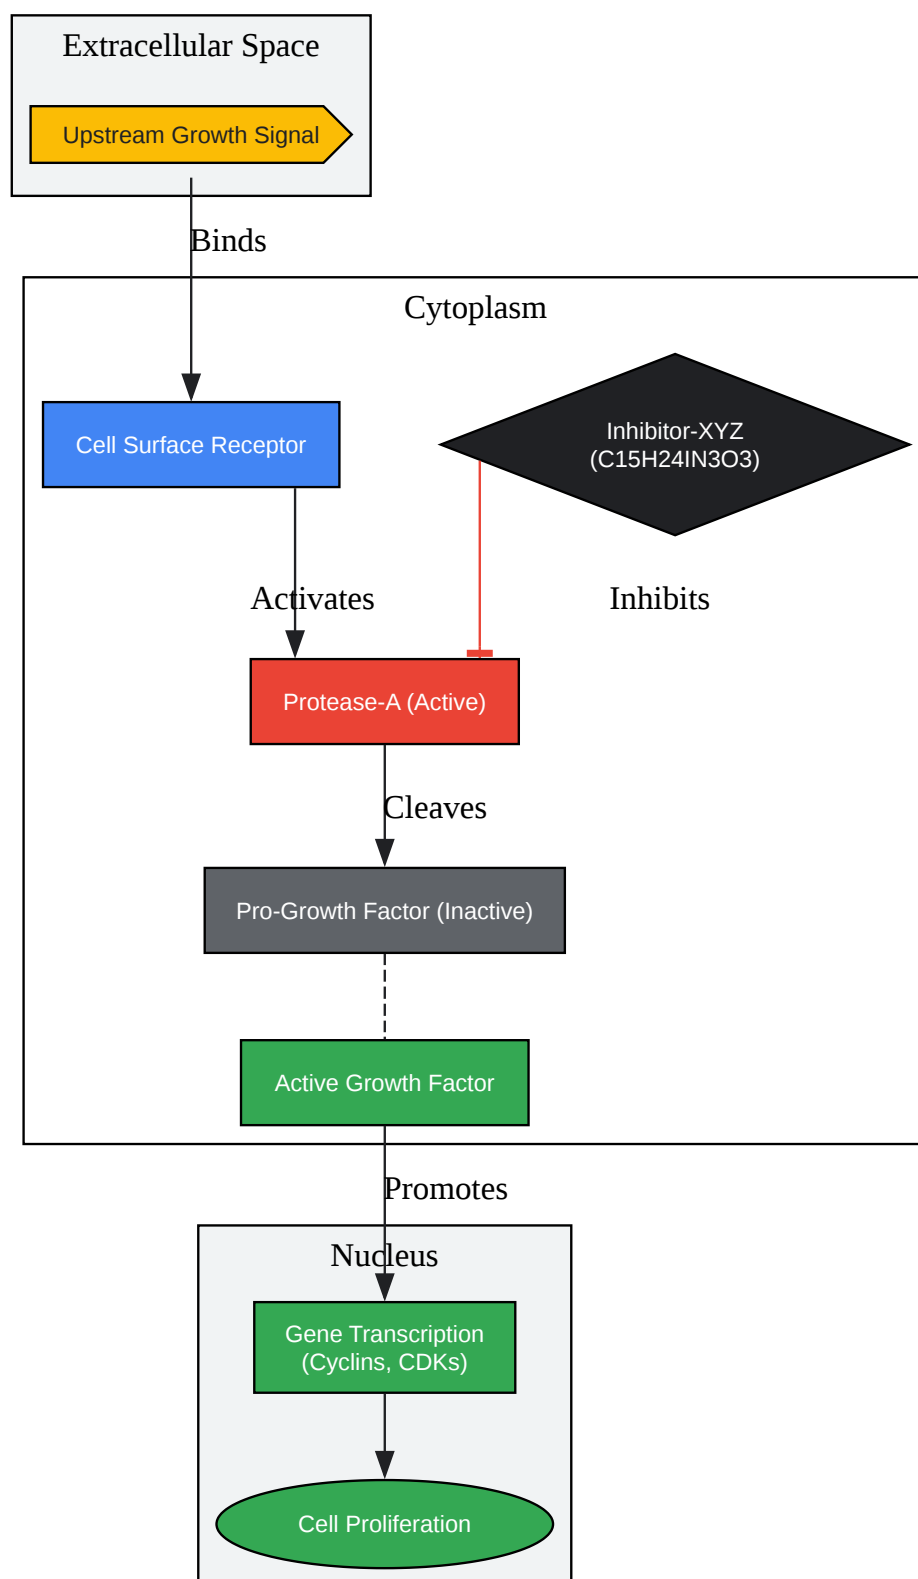 Extracellular Space
Upstream Growth Signal
Binds
Cytoplasm
Cell Surface Receptor
Inhibitor-XYZ
(C15H24IN3O3)
Activates
Inhibits
Protease-A (Active)
Cleaves
Pro-Growth Factor (Inactive)
Active Growth Factor
Promotes
Nucleus
Gene Transcription
(Cyclins, CDKs)
Cell Proliferation